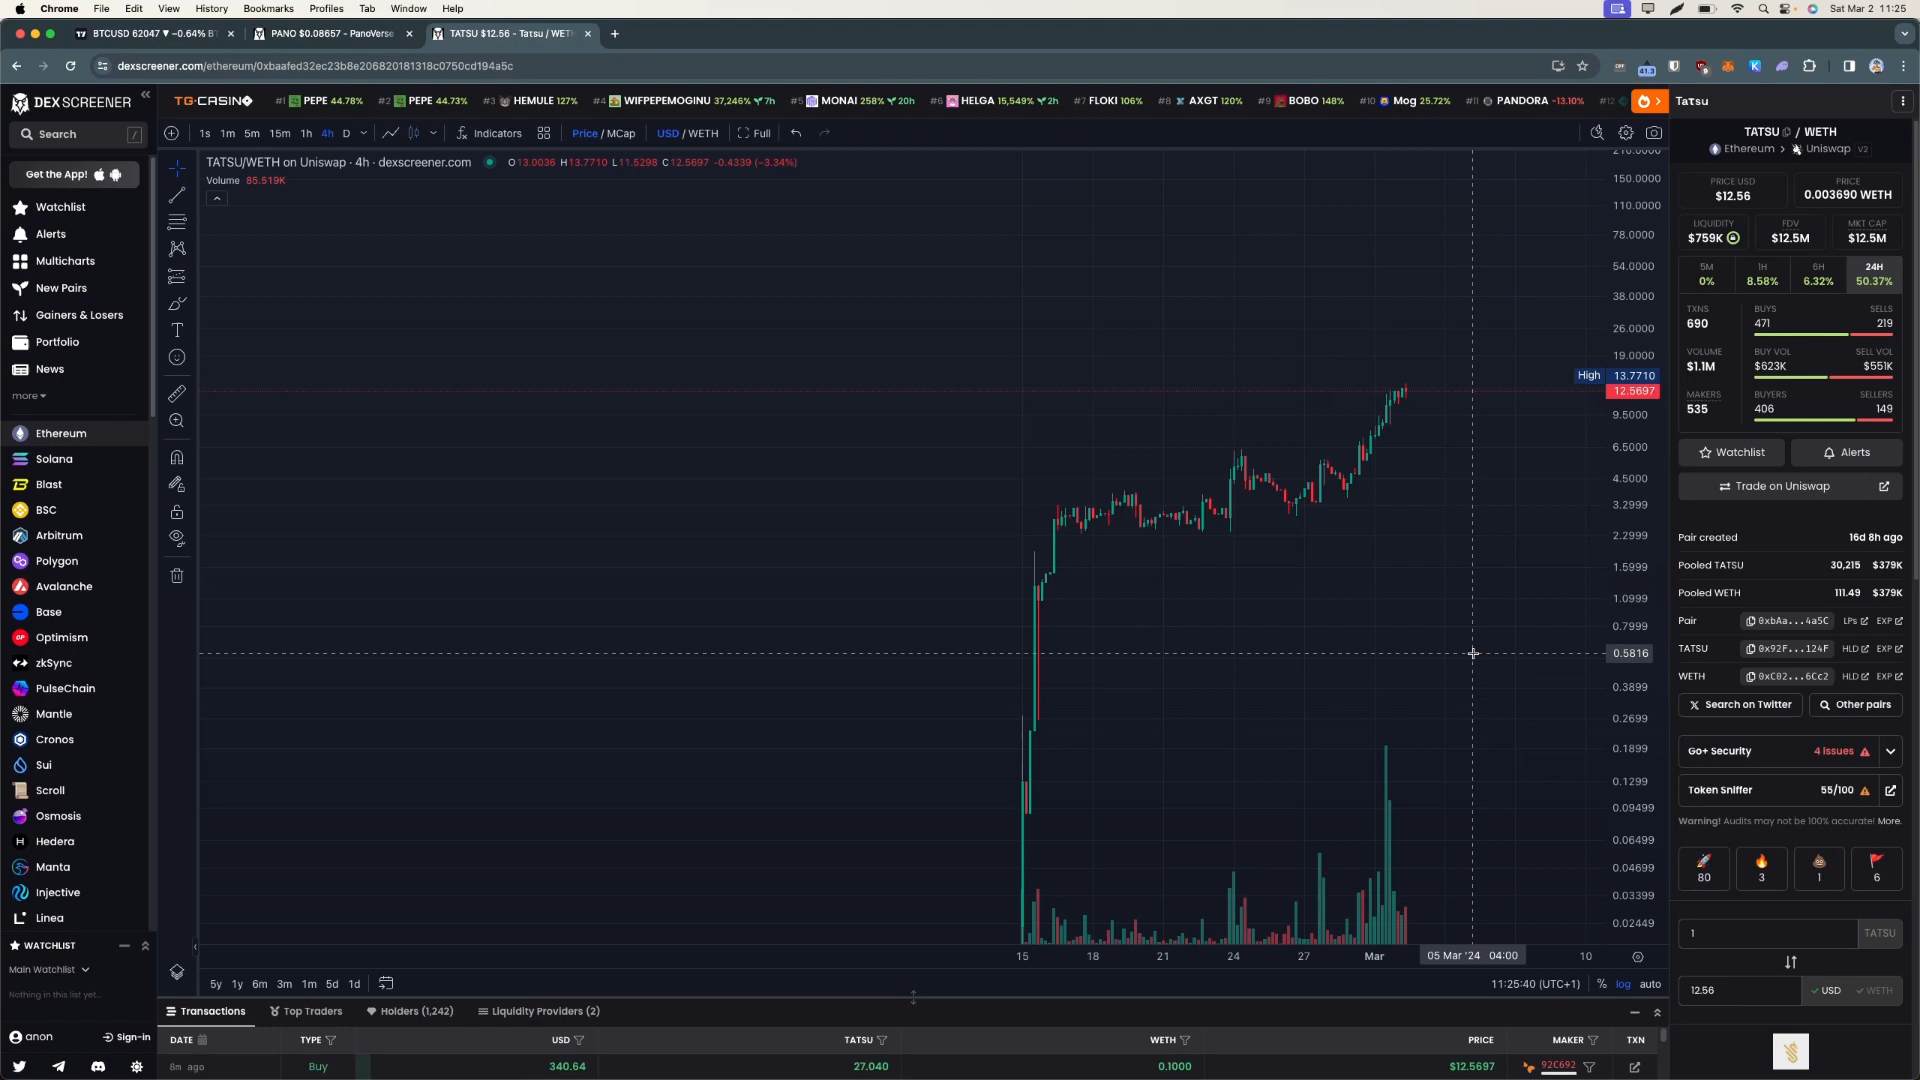 Chrome File Edit View History Bookmarks Profiles Tab Window Help Sat Mar 2 11:25
BTCUSD 62047 ▼ −0.64% PANO $0.08657 - PanoVerse TATSU $12.56 - Tατsu / WETH
dexscreener.com/ethereum/0xbaafed32ec23b8e206820181318c0750cd194a5c
41.3 9
DEX SCREENER
TG.CASINO #1 PEPE 44.78% #2 PEPE 44.73% #3 HEMULE 127% #4 WIFPEPEMOGINU 37,246% 7h #5 MONAI 258% 20h #6 HELGA 15,549% 2h #7 FLOKI 106% #8 AXGT 120% #9 BOBO 148% #10 Mog 25.72% #11 PANDORA -13.10% #12
Search /
Get the App!
Watchlist
Alerts
Multicharts
New Pairs
Gainers & Losers
Portfolio
News
more
Ethereum
Solana
Blast
BSC
Arbitrum
Polygon
Avalanche
Base
Optimism
zkSync
PulseChain
Mantle
Cronos
Sui
Scroll
Osmosis
Hedera
Manta
Injective
Linea
WATCHLIST
Main Watchlist
Nothing in this list yet..
anon Sign-in
1s 1m 5m 15m 1h 4h D Indicators Price / MCap USD / WETH Full
TATSU/WETH on Uniswap · 4h · dexscreener.com O13.0036 H13.7710 L11.5298 C12.5697 -0.4339 (−3.34%)
Volume 85.519K
210.0000
150.0000
110.0000
78.0000
54.0000
38.0000
26.0000
19.0000
High 13.7710
12.5697
9.5000
6.5000
4.5000
3.2999
2.2999
1.5999
1.0999
0.7999
0.5816
0.3899
0.2699
0.1899
0.1299
0.09499
0.06499
0.04699
0.03399
0.02449
15 18 21 24 27 Mar 05 Mar '24 04:00 10
5y 1y 6m 3m 1m 5d 1d 11:25:40 (UTC+1) % log auto
Transactions Top Traders Holders (1,242) Liquidity Providers (2)
DATE TYPE USD TATSU WETH PRICE MAKER TXN
8m ago Buy 340.64 27.040 0.1000 $12.5697 92C692
Tατsu
TATSU / WETH
Ethereum > Uniswap V2
PRICE USD PRICE
$12.56 0.003690 WETH
LIQUIDITY FDV MKT CAP
$759K $12.5M $12.5M
5M 1H 6H 24H
0% 8.58% 6.32% 50.37%
TXNS BUYS SELLS
690 471 219
VOLUME BUY VOL SELL VOL
$1.1M $623K $551K
MAKERS BUYERS SELLERS
535 406 149
Watchlist Alerts
Trade on Uniswap
Pair created 16d 8h ago
Pooled TATSU 30,215 $379K
Pooled WETH 111.49 $379K
Pair 0xbAa...4a5C LPs EXP
TATSU 0x92F...124F HLD EXP
WETH 0xC02...6Cc2 HLD EXP
Search on Twitter Other pairs
Go+ Security 4 issues
Token Sniffer 55/100
Warning! Audits may not be 100% accurate! More.
80 3 1 6
1 TATSU
12.56 USD WETH